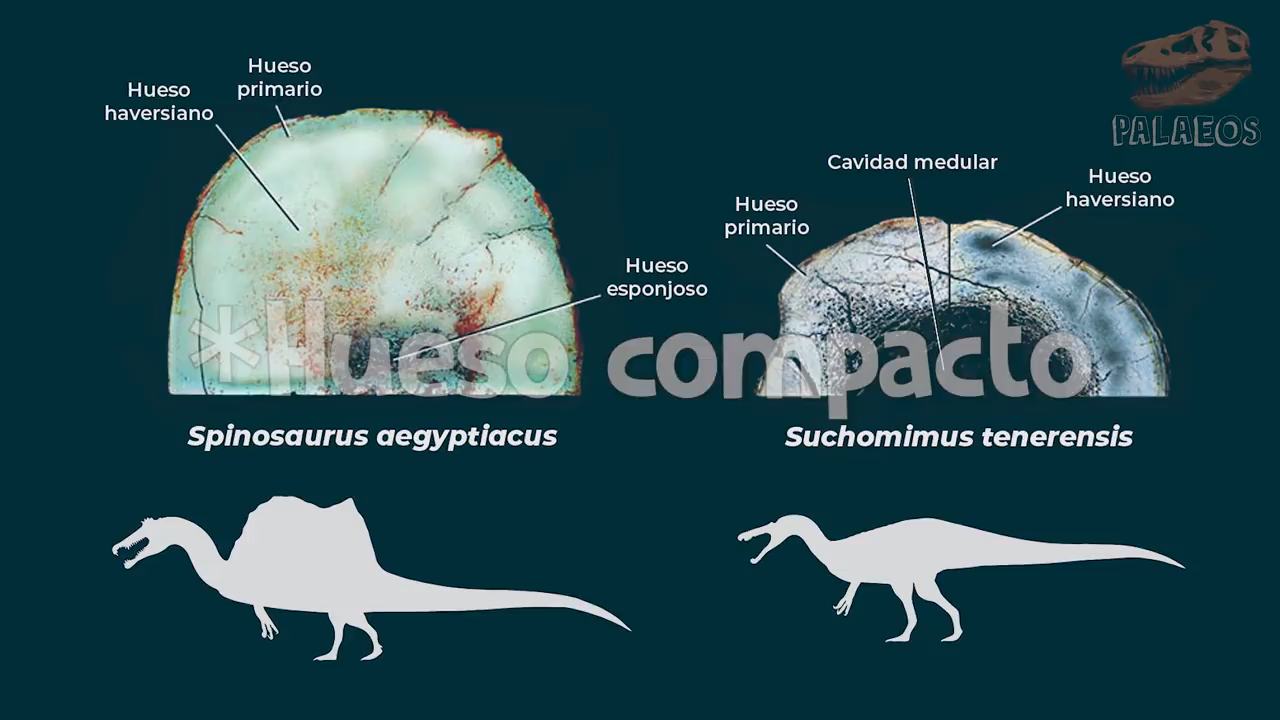 Hueso
primario
Hueso
haversiano
PALAEOS
Cavidad medular
Hueso
haversiano
Hueso
primario
Hueso
esponjoso
*Hueso compacto
Spinosaurus aegyptiacus
Suchomimus tenerensis